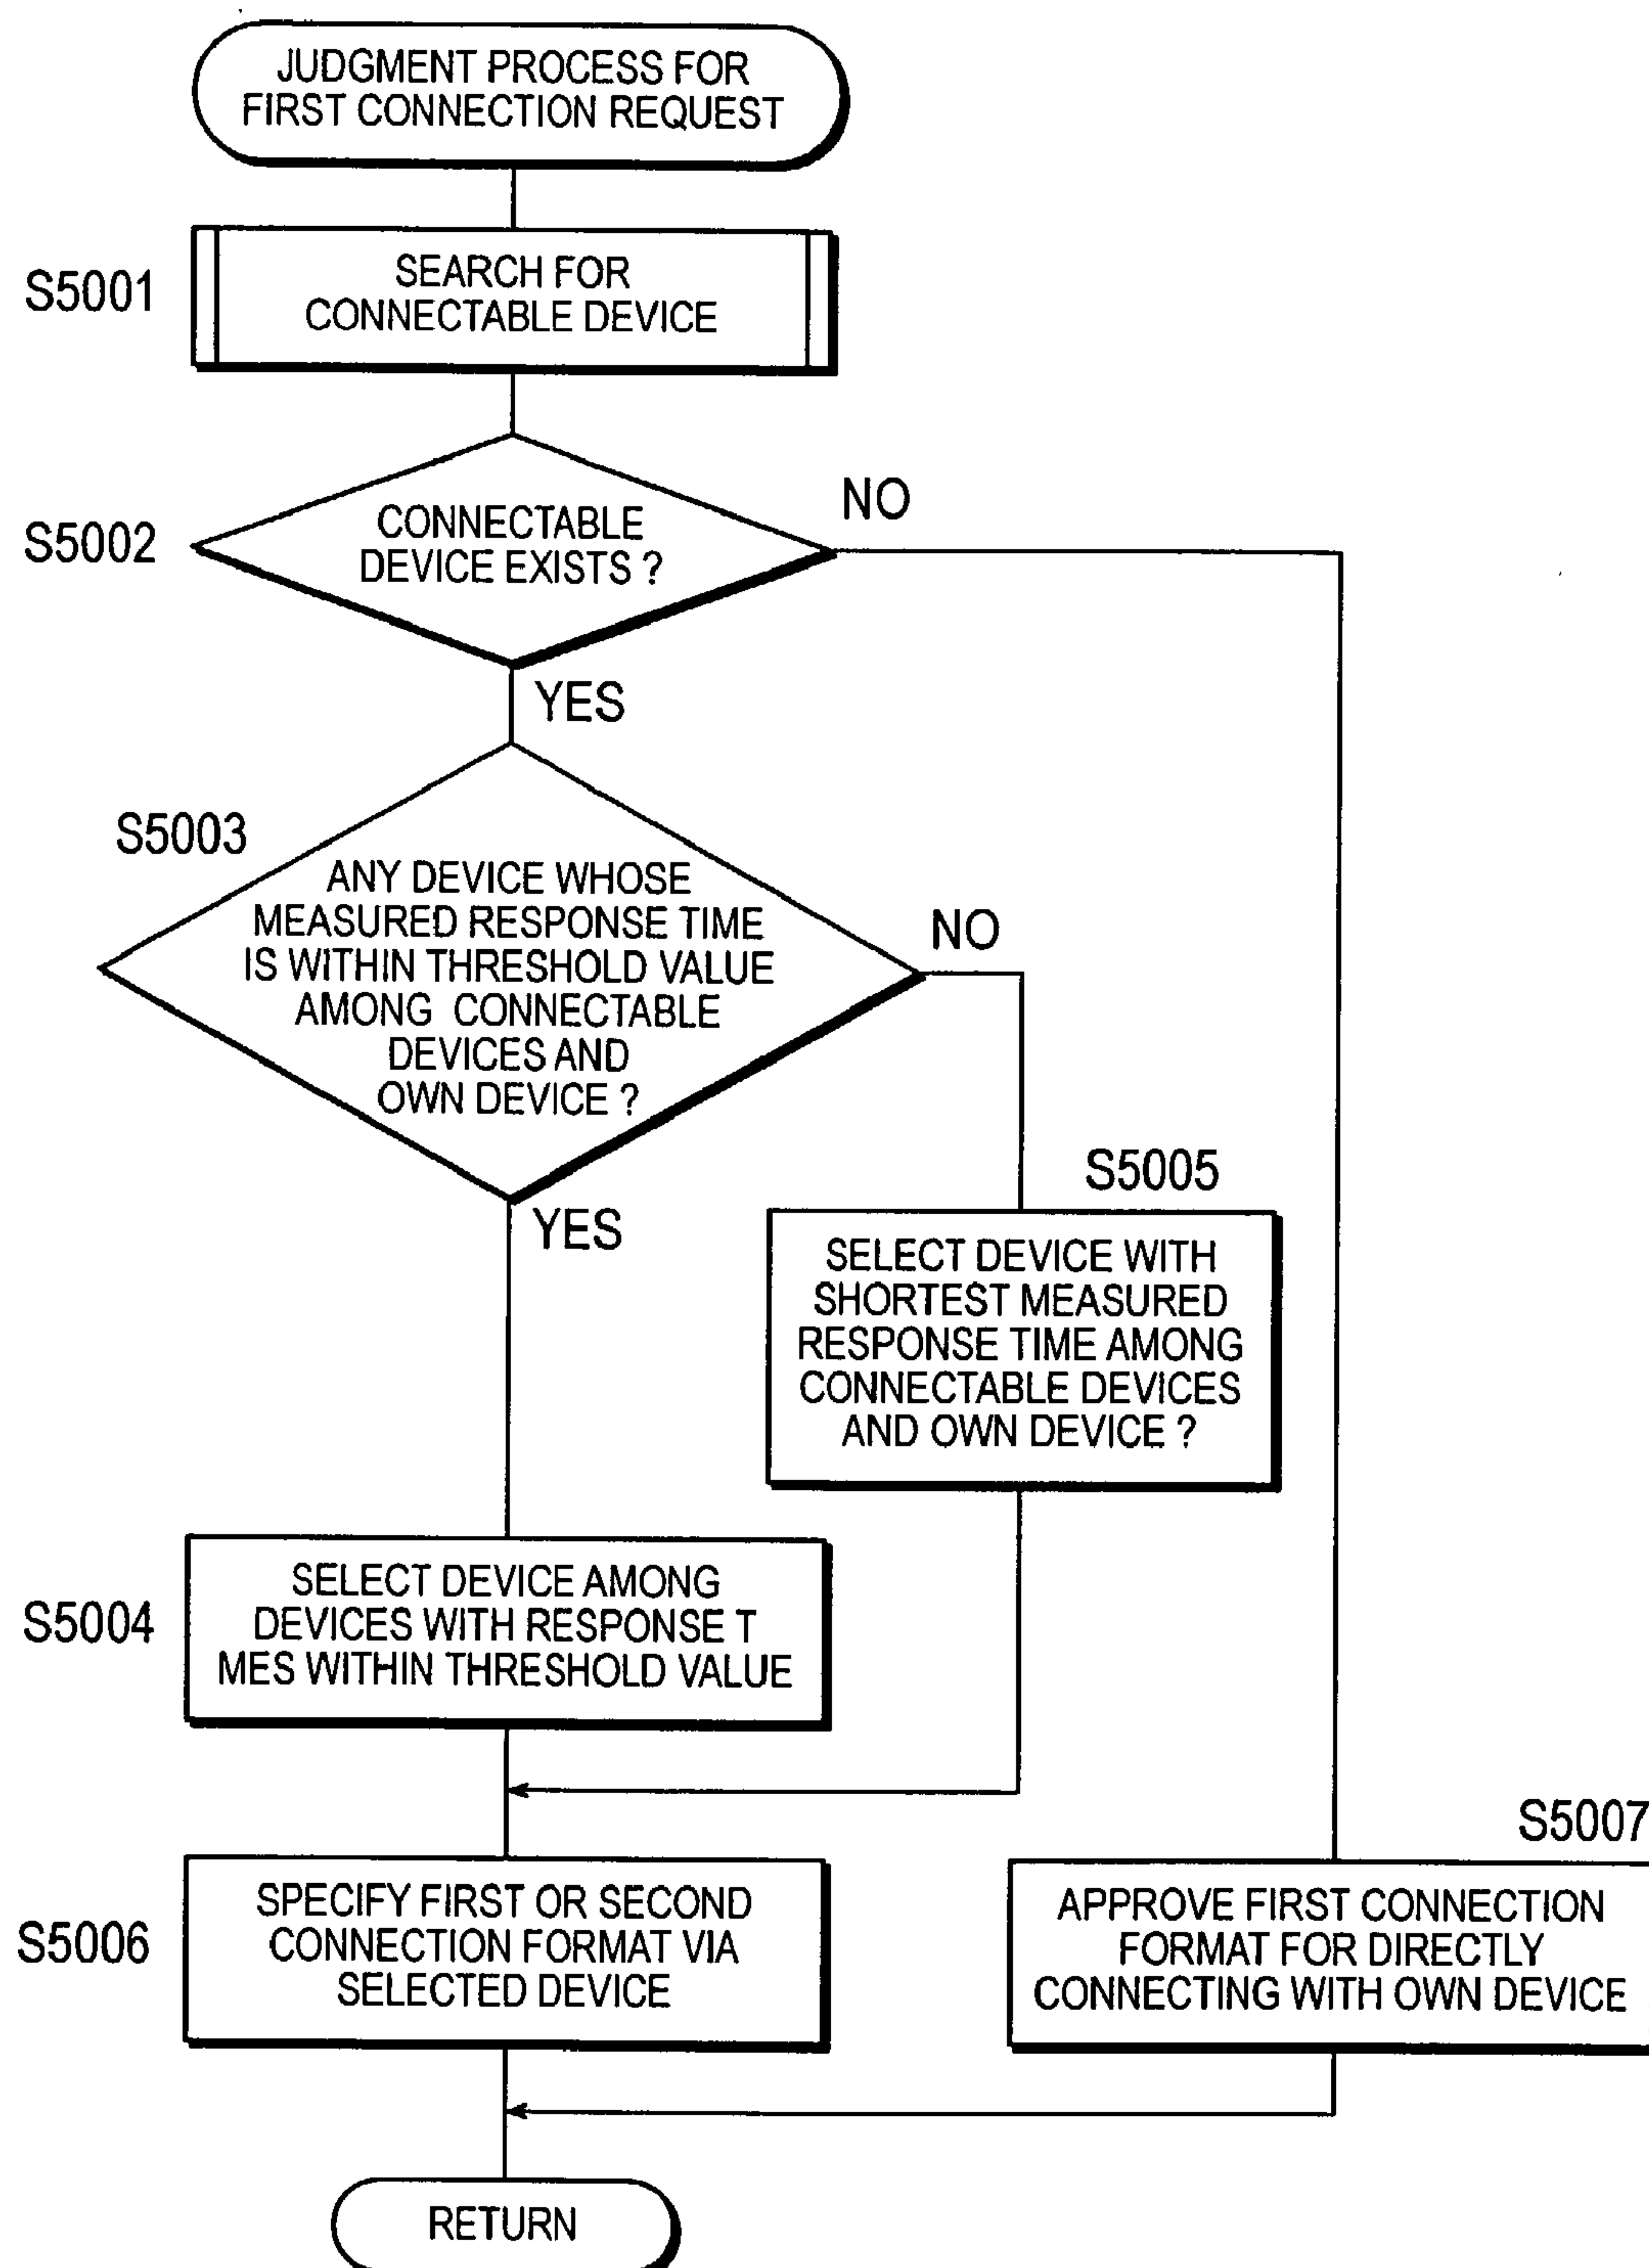 JUDGMENT PROCESS FOR
FIRST CONNECTION REQUEST
S5001
SEARCH FOR
CONNECTABLE DEVICE
S5002
CONNECTABLE
DEVICE EXISTS ?
NO
YES
S5003
ANY DEVICE WHOSE
MEASURED RESPONSE TIME
IS WITHIN THRESHOLD VALUE
AMONG CONNECTABLE
DEVICES AND
OWN DEVICE ?
NO
YES
S5005
SELECT DEVICE WITH
SHORTEST MEASURED
RESPONSE TIME AMONG
CONNECTABLE DEVICES
AND OWN DEVICE ?
S5004
SELECT DEVICE AMONG
DEVICES WITH RESPONSE T
MES WITHIN THRESHOLD VALUE
S5006
SPECIFY FIRST OR SECOND
CONNECTION FORMAT VIA
SELECTED DEVICE
S5007
APPROVE FIRST CONNECTION
FORMAT FOR DIRECTLY
CONNECTING WITH OWN DEVICE
RETURN